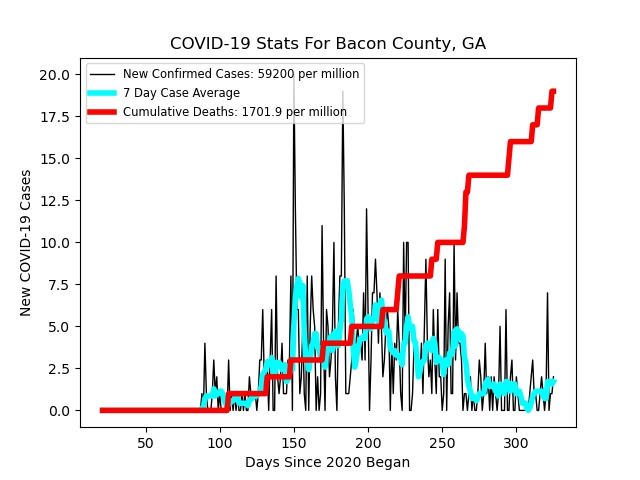 COVID-19 Stats For Bacon County, GA
New Confirmed Cases: 59200 per million
7 Day Case Average
Cumulative Deaths: 1701.9 per million
New COVID-19 Cases
20.0
17.5
15.0
12.5
10.0
7.5
5.0
2.5
0.0
50 100 150 200 250 300
Days Since 2020 Began